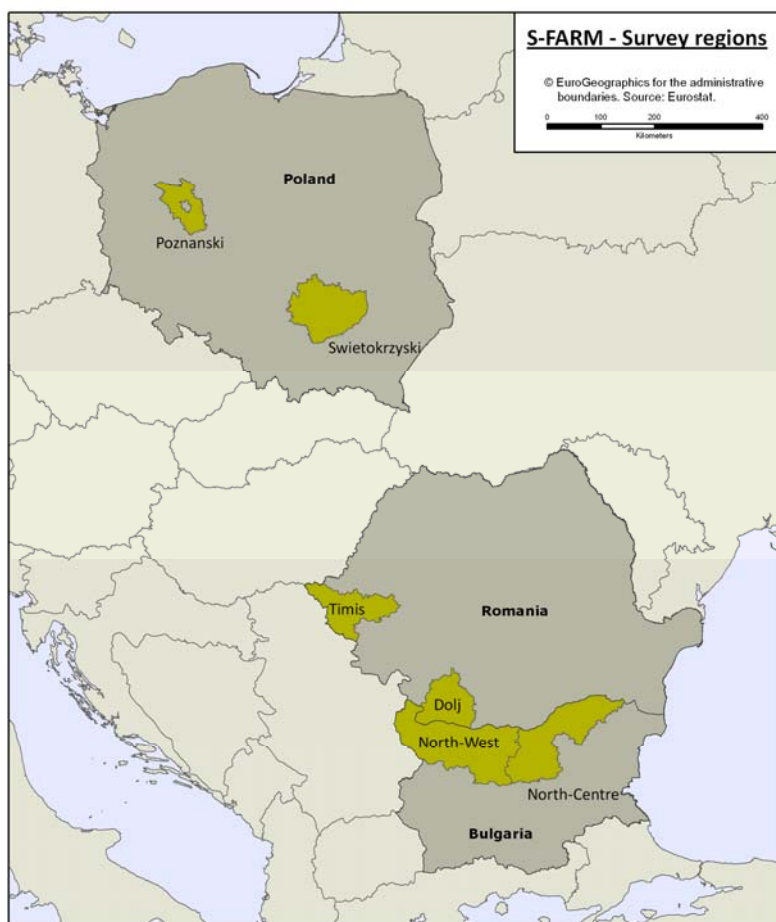 S-FARM - Survey regions
© EuroGeographics for the administrative
boundaries. Source: Eurostat.
0 100 200 400
Kilometers
Poland
Poznanski
Swietokrzyski
Timis
Romania
Dolj
North-West
North-Centre
Bulgaria